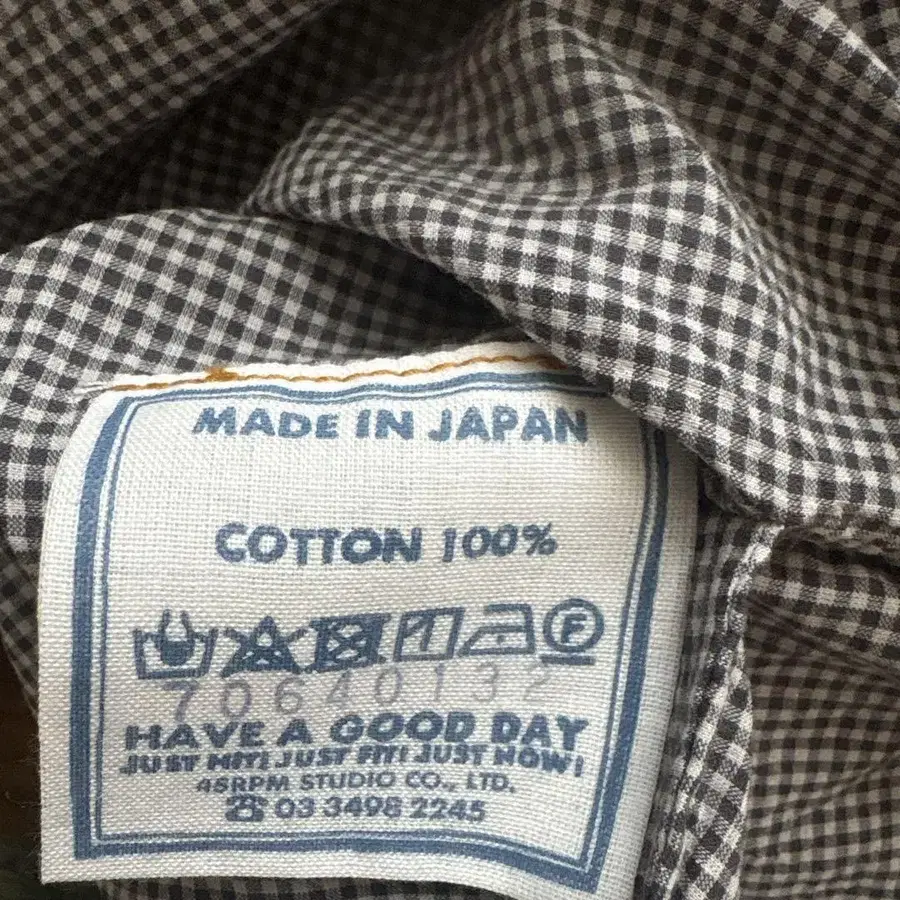 MADE IN JAPAN
COTTON 100%
F
70640132
HAVE A GOOD DAY
JUST HIT! JUST FIT! JUST NOW!
45RPM STUDIO CO., LTD.
☎ 03 3498 2245